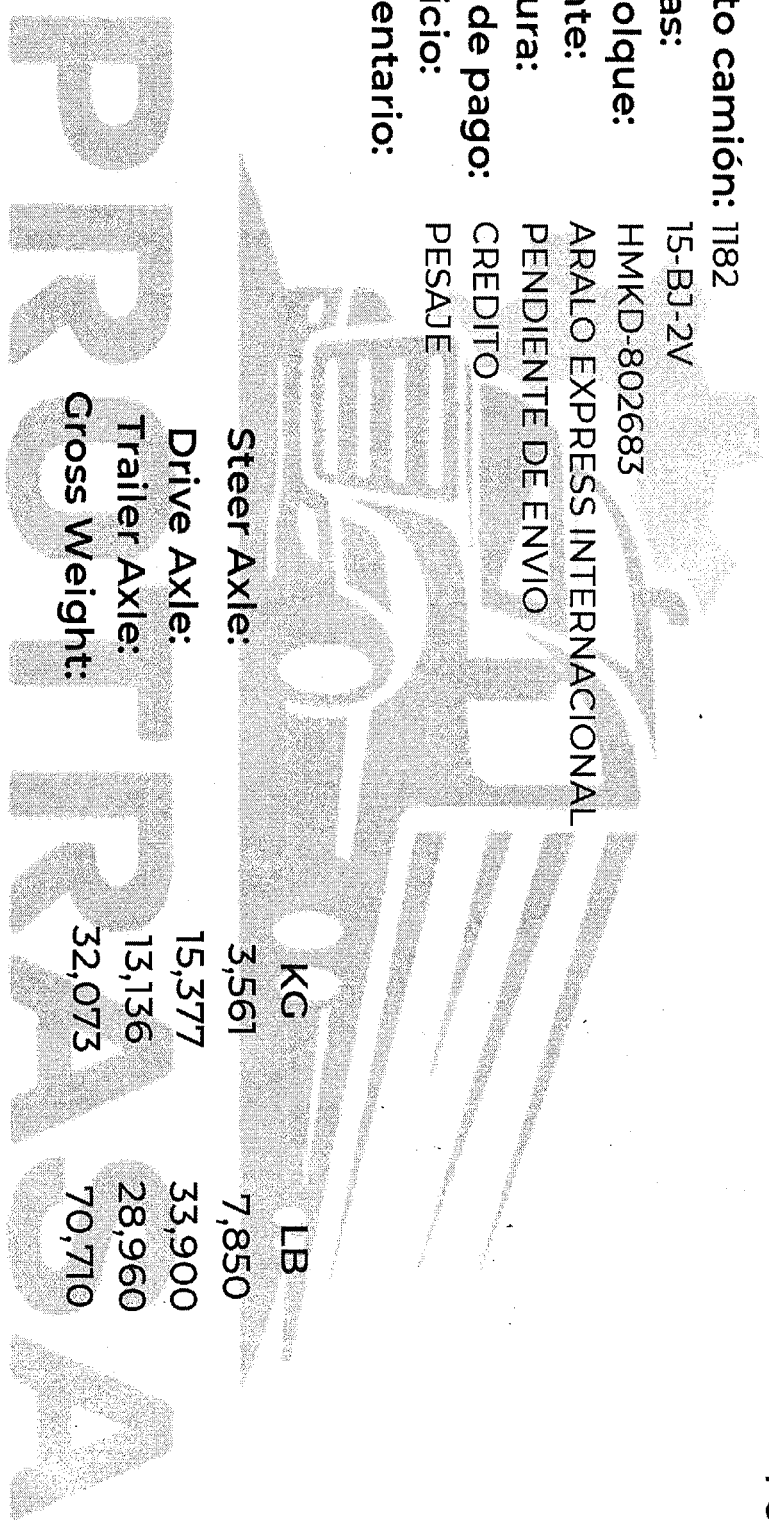 to camión: 1182
as: 15-BJ-2V
olque: HMKD-802683
nte: ARALO EXPRESS INTERNACIONAL
ura: PENDIENTE DE ENVIO
de pago: CREDITO
icio: PESAJE
entario:
KG LB
Steer Axle: 3,561 7,850
Drive Axle: 15,377 33,900
Trailer Axle: 13,136 28,960
Gross Weight: 32,073 70,710
PROTRASA